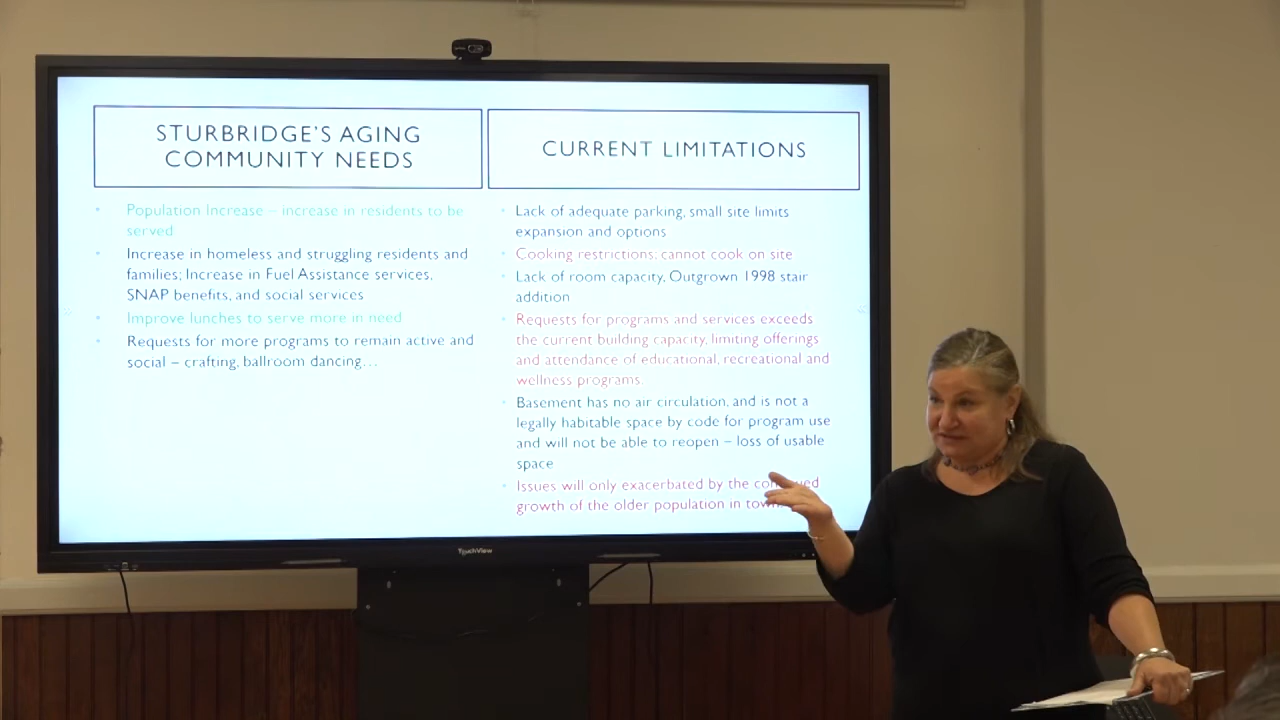 STURBRIDGE'S AGING
COMMUNITY NEEDS
• Population Increase – increase in residents to be
served
Increase in homeless and struggling residents and
families; Increase in Fuel Assistance services,
SNAP benefits, and social services
• Improve lunches to serve more in need
• Requests for more programs to remain active and
social – crafting, ballroom dancing…
CURRENT LIMITATIONS
• Lack of adequate parking, small site limits
expansion and options
• Cooking restrictions; cannot cook on site
• Lack of room capacity, Outgrown 1998 stair
addition
• Requests for programs and services exceeds
the current building capacity, limiting offerings
and attendance of educational, recreational and
wellness programs.
• Basement has no air circulation, and is not a
legally habitable space by code for program use
and will not be able to reopen – loss of usable
space
• Issues will only exacerbated by the
growth of the older population in
TouchView